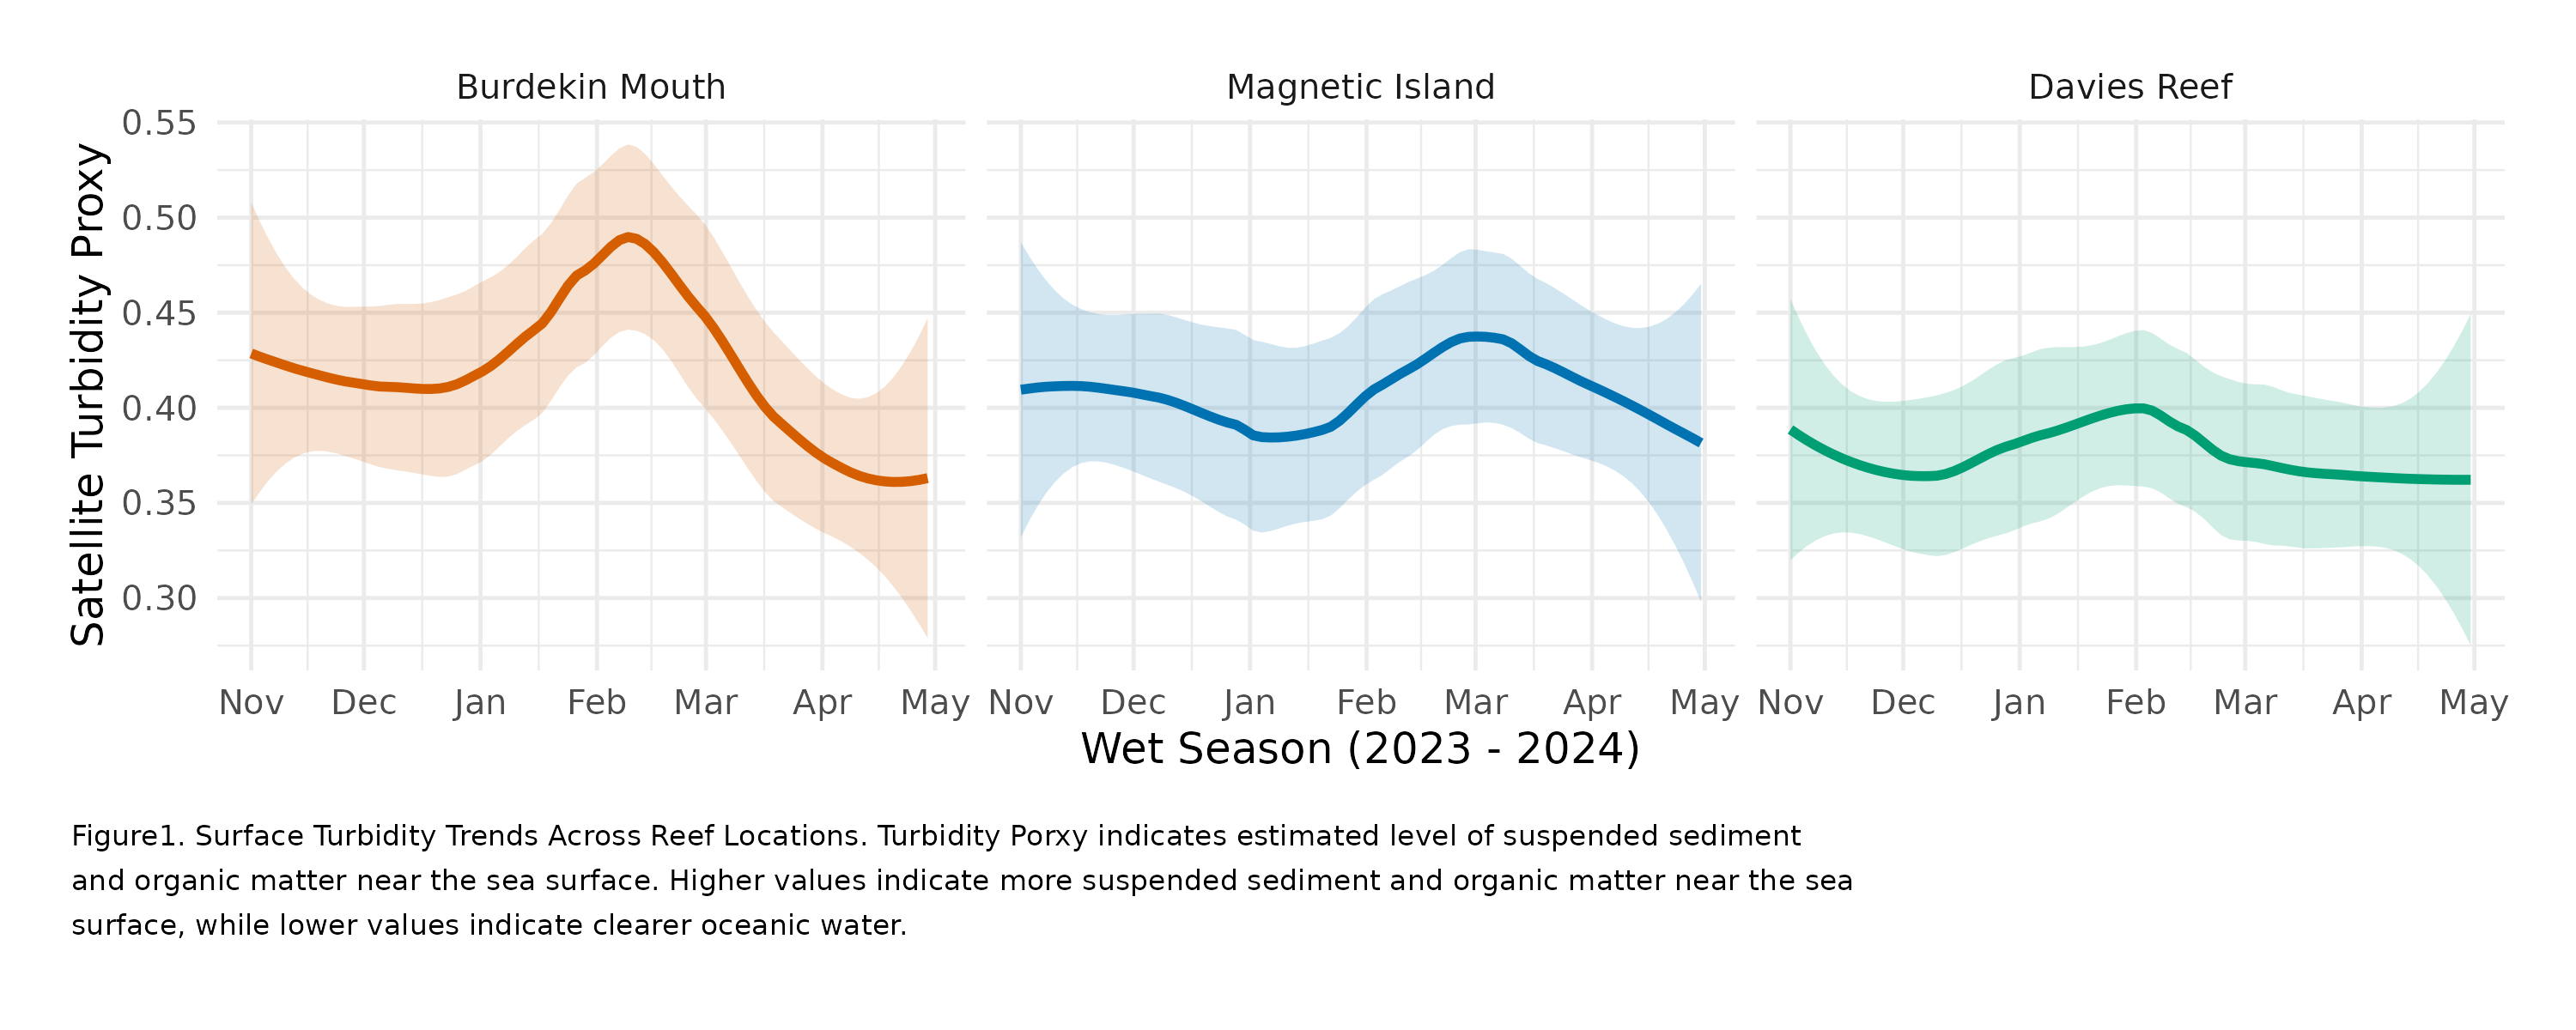 Burdekin Mouth Magnetic Island Davies Reef
Satellite Turbidity Proxy
0.55
0.50
0.45
0.40
0.35
0.30
Nov Dec Jan Feb Mar Apr May Nov Dec Jan Feb Mar Apr May Nov Dec Jan Feb Mar Apr May
Wet Season (2023 - 2024)
Figure1. Surface Turbidity Trends Across Reef Locations. Turbidity Porxy indicates estimated level of suspended sediment
and organic matter near the sea surface. Higher values indicate more suspended sediment and organic matter near the sea
surface, while lower values indicate clearer oceanic water.